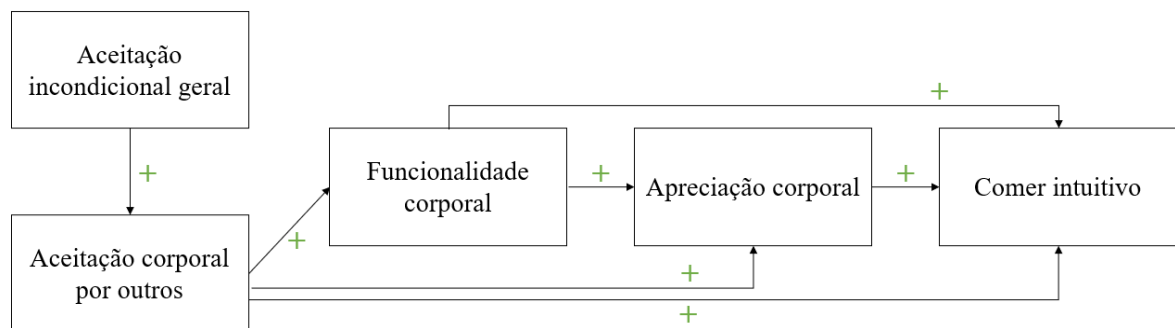 Aceitação
incondicional geral
+
+
Funcionalidade
corporal
+
Apreciação corporal
+
Comer intuitivo
+
Aceitação corporal
por outros
+
+
+